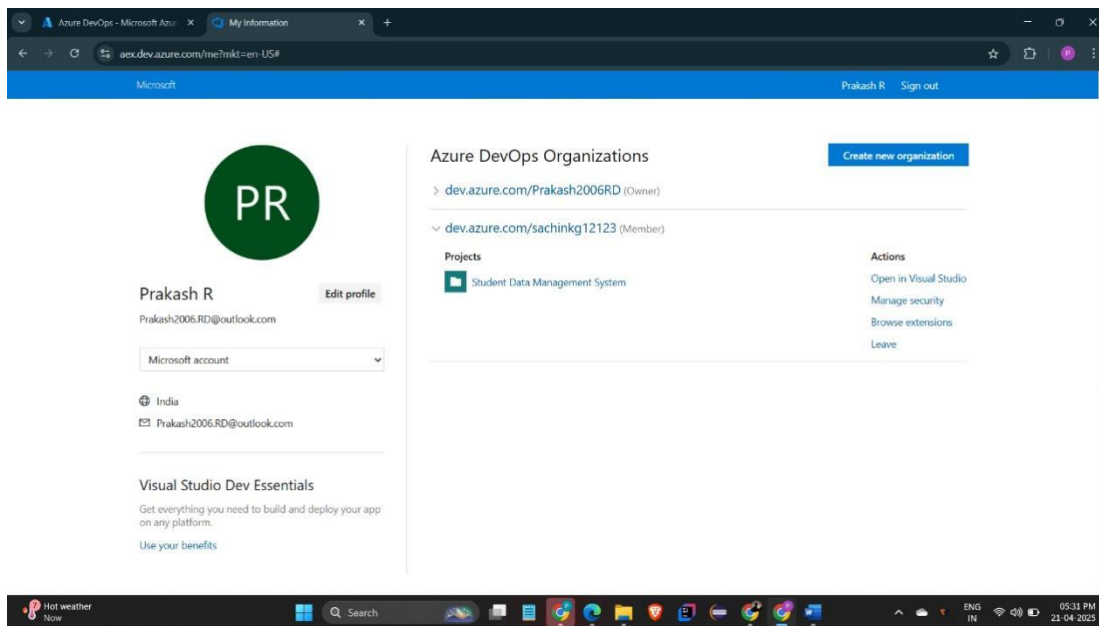 Azure DevOps - Microsoft Azu
My Information
aex.dev.azure.com/me?mkt=en-US#
P
Microsoft
Prakash R
Sign out
PR
Prakash R
Edit profile
Prakash2006.RD@outlook.com
Microsoft account
India
Prakash2006.RD@outlook.com
Visual Studio Dev Essentials
Get everything you need to build and deploy your app
on any platform.
Use your benefits
Azure DevOps Organizations
Create new organization
dev.azure.com/Prakash2006RD (Owner)
dev.azure.com/sachinkg12123 (Member)
Projects
Actions
Student Data Management System
Open in Visual Studio
Manage security
Browse extensions
Leave
Hot weather
Now
Search
ENG
IN
05:31 PM
21-04-2025